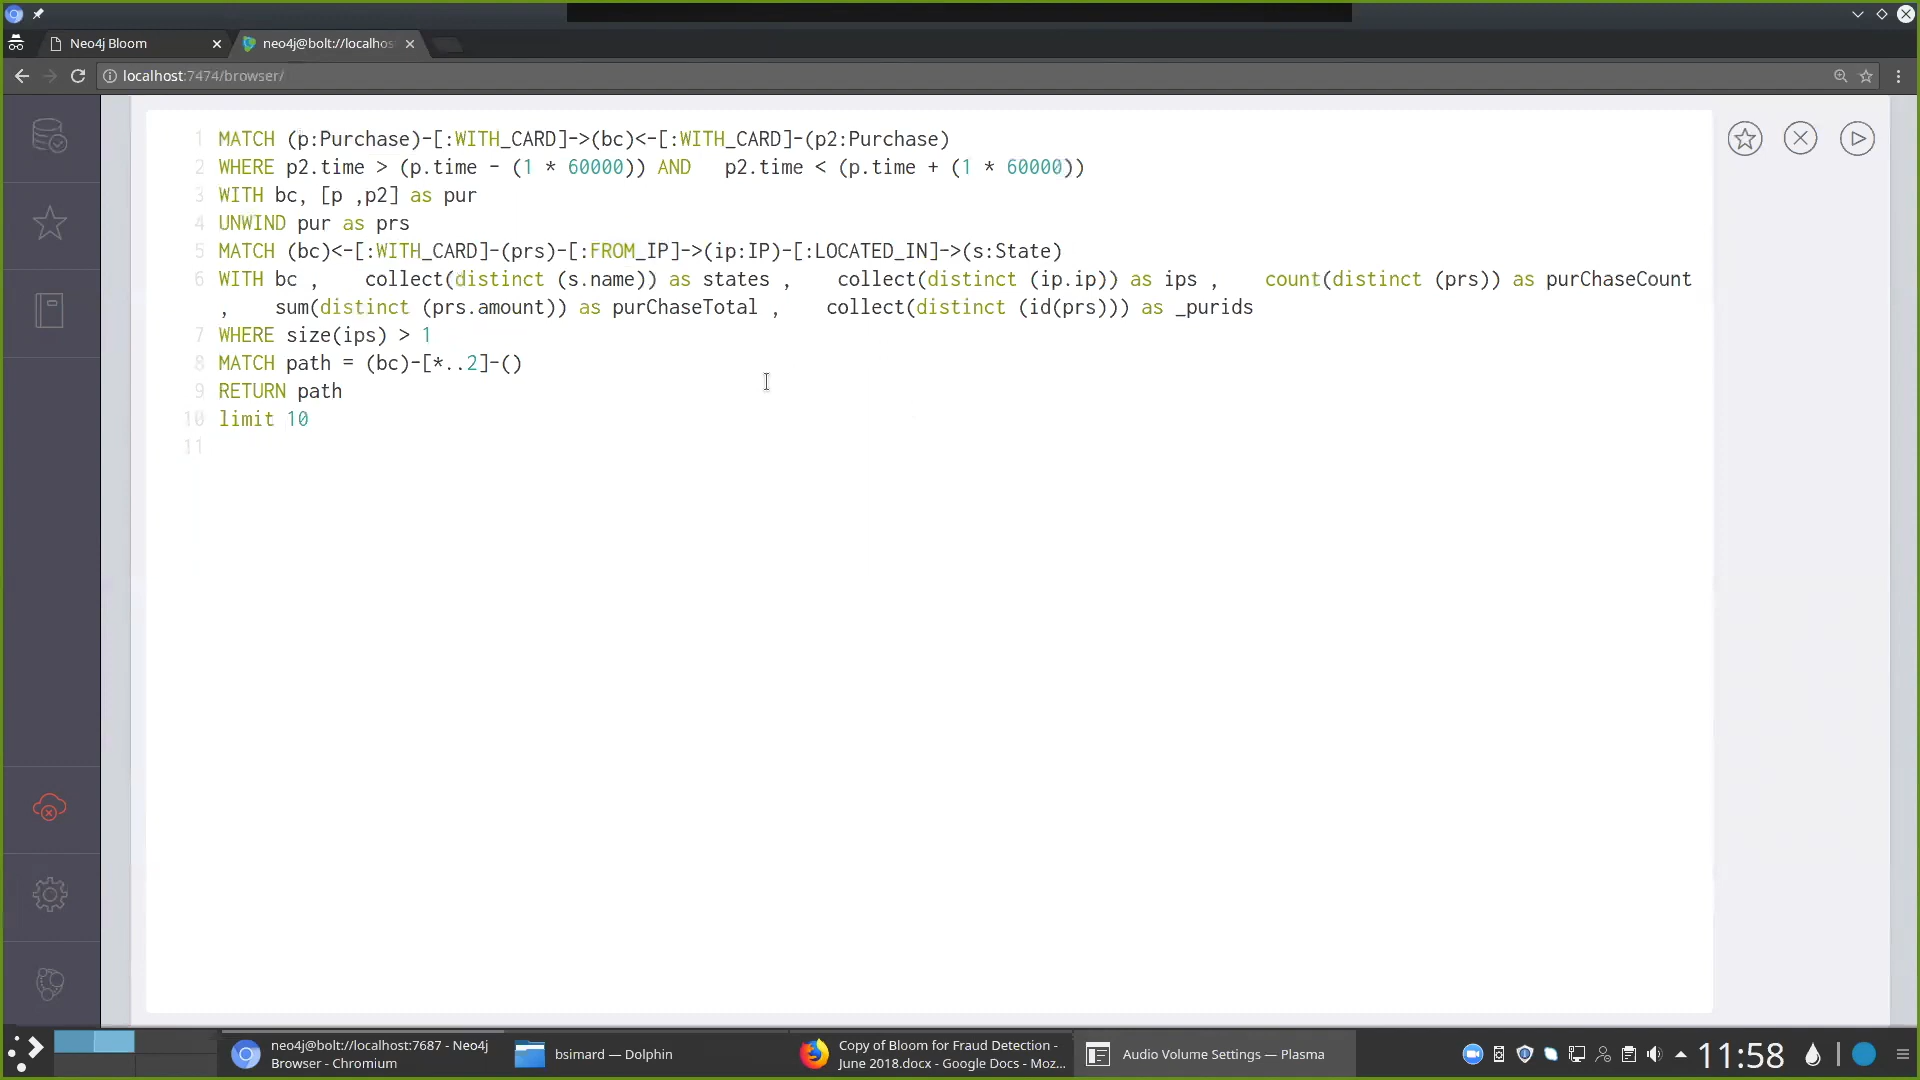 Neo4j Bloom
neo4j@bolt://localhos
localhost:7474/browser/
1 MATCH (p:Purchase)-[:WITH_CARD]->(bc)<-[:WITH_CARD]-(p2:Purchase)
2 WHERE p2.time > (p.time - (1 * 60000)) AND   p2.time < (p.time + (1 * 60000))
3 WITH bc, [p ,p2] as pur
4 UNWIND pur as prs
5 MATCH (bc)<-[:WITH_CARD]-(prs)-[:FROM_IP]->(ip:IP)-[:LOCATED_IN]->(s:State)
6 WITH bc ,    collect(distinct (s.name)) as states ,    collect(distinct (ip.ip)) as ips ,    count(distinct (prs)) as purChaseCount
,    sum(distinct (prs.amount)) as purChaseTotal ,    collect(distinct (id(prs))) as _purids
7 WHERE size(ips) > 1
8 MATCH path = (bc)-[*..2]-()
9 RETURN path
10 limit 10
11
neo4j@bolt://localhost:7687 - Neo4j
Browser - Chromium
bsimard — Dolphin
Copy of Bloom for Fraud Detection -
June 2018.docx - Google Docs - Moz...
Audio Volume Settings — Plasma
11:58